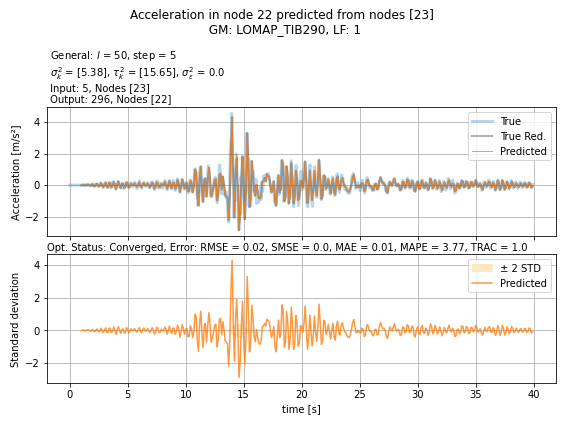 Acceleration in node 22 predicted from nodes [23]
GM: LOMAP_TIB290, LF: 1
General: l = 50, step = 5
σ²ₖ = [5.38], τ²ₖ = [15.65], σ²ε = 0.0
Input: 5, Nodes [23]
Output: 296, Nodes [22]
True
True Red.
Predicted
4
2
0
−2
Acceleration [m/s²]
Opt. Status: Converged, Error: RMSE = 0.02, SMSE = 0.0, MAE = 0.01, MAPE = 3.77, TRAC = 1.0
± 2 STD
Predicted
4
2
0
−2
Standard deviation
0 5 10 15 20 25 30 35 40
time [s]